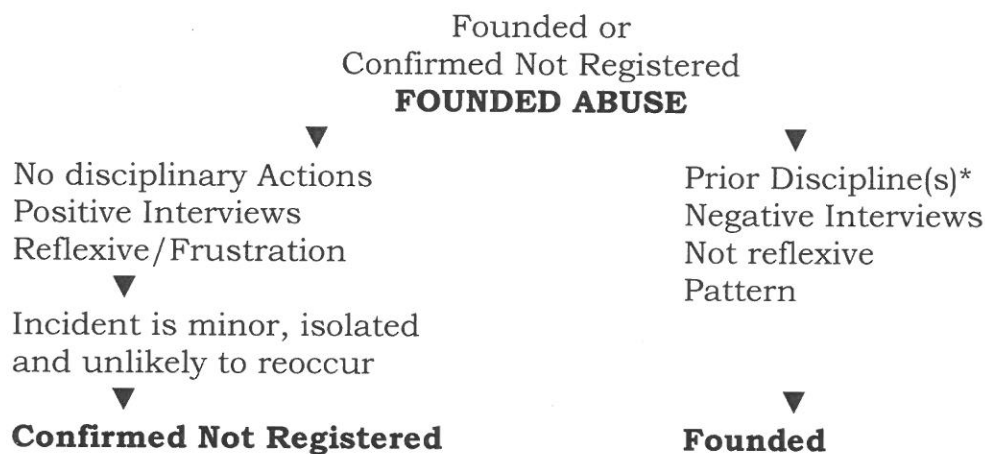 Founded or
Confirmed Not Registered
FOUNDED ABUSE
No disciplinary Actions
Positive Interviews
Reflexive/Frustration
Incident is minor, isolated
and unlikely to reoccur
Confirmed Not Registered
Prior Discipline(s)*
Negative Interviews
Not reflexive
Pattern
Founded